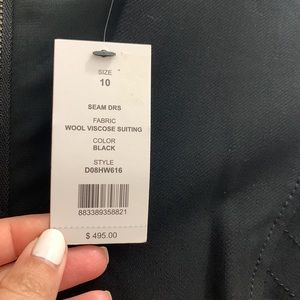 SIZE
10
SEAM DRS
FABRIC
WOOL VISCOSE SUITING
COLOR
BLACK
STYLE
D08HW616
883389358821
$ 495.00